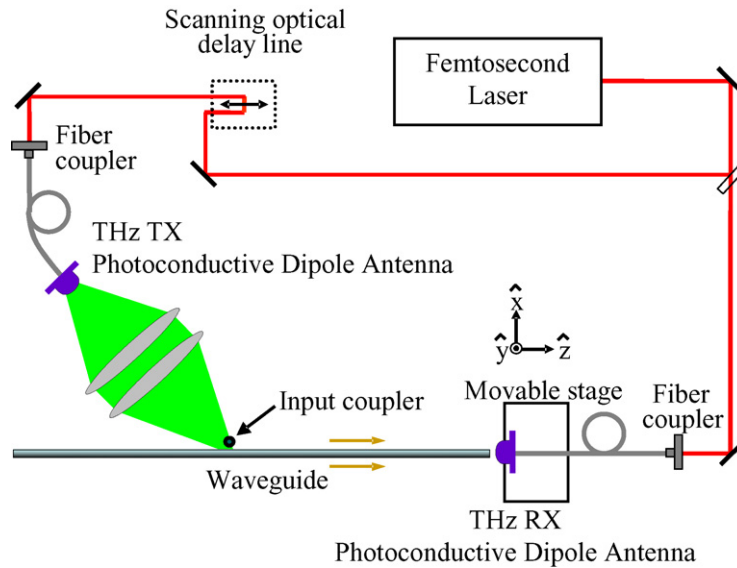 Scanning optical
delay line
Femtosecond
Laser
Fiber
coupler
THz TX
Photoconductive Dipole Antenna
x̂
ŷ
ẑ
Input coupler
Movable stage
Fiber
coupler
Waveguide
THz RX
Photoconductive Dipole Antenna